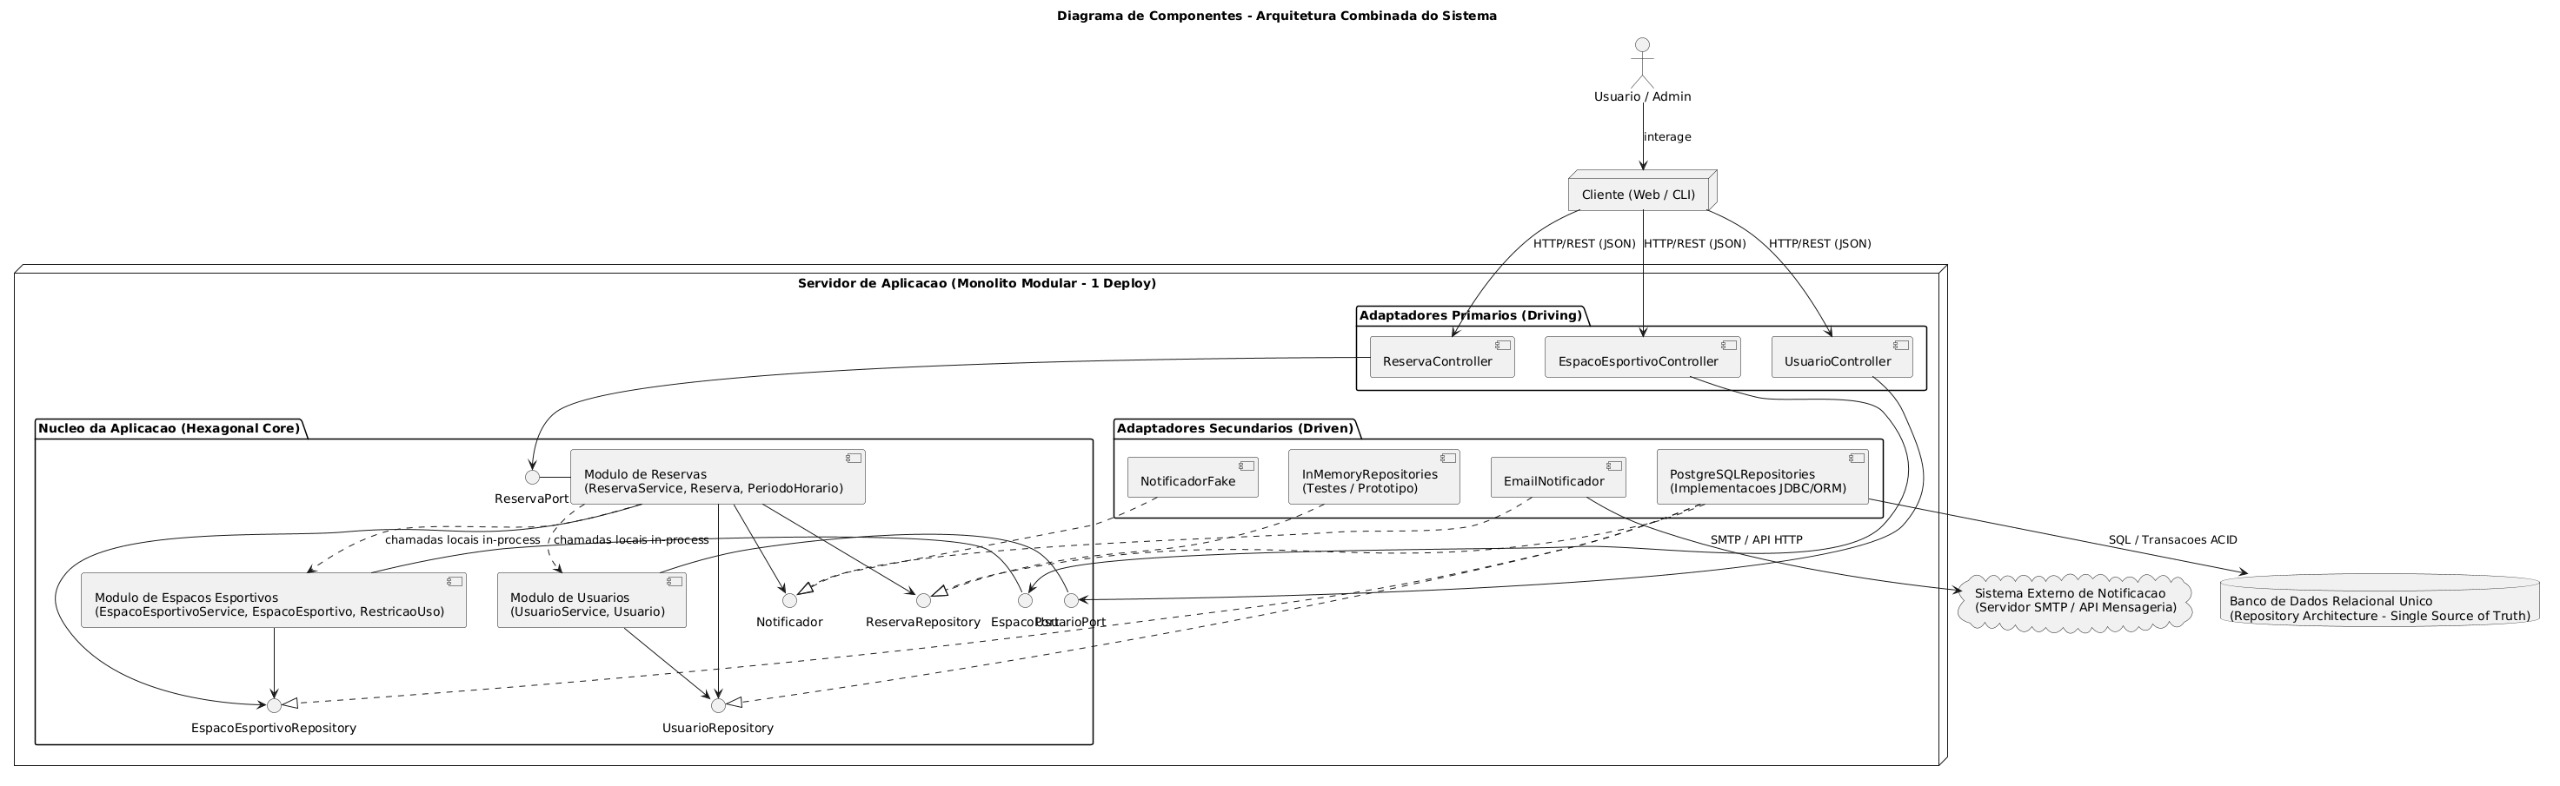 Diagrama de Componentes - Arquitetura Combinada do Sistema
Usuario / Admin
interage
Cliente (Web / CLI)
HTTP/REST (JSON)
HTTP/REST (JSON)
HTTP/REST (JSON)
Servidor de Aplicacao (Monolito Modular - 1 Deploy)
Adaptadores Primarios (Driving)
ReservaController
EspacoEsportivoController
UsuarioController
Nucleo da Aplicacao (Hexagonal Core)
Modulo de Reservas
(ReservaService, Reserva, PeriodoHorario)
ReservaPort
Adaptadores Secundarios (Driven)
NotificadorFake
InMemoryRepositories
(Testes / Prototipo)
EmailNotificador
PostgreSQLRepositories
(Implementacoes JDBC/ORM)
chamadas locais in-process
chamadas locais in-process
SMTP / API HTTP
SQL / Transacoes ACID
Modulo de Espacos Esportivos
(EspacoEsportivoService, EspacoEsportivo, RestricaoUso)
Modulo de Usuarios
(UsuarioService, Usuario)
Notificador
ReservaRepository
EspacoPort
UsuarioPort
Sistema Externo de Notificacao
(Servidor SMTP / API Mensageria)
Banco de Dados Relacional Unico
(Repository Architecture - Single Source of Truth)
EspacoEsportivoRepository
UsuarioRepository